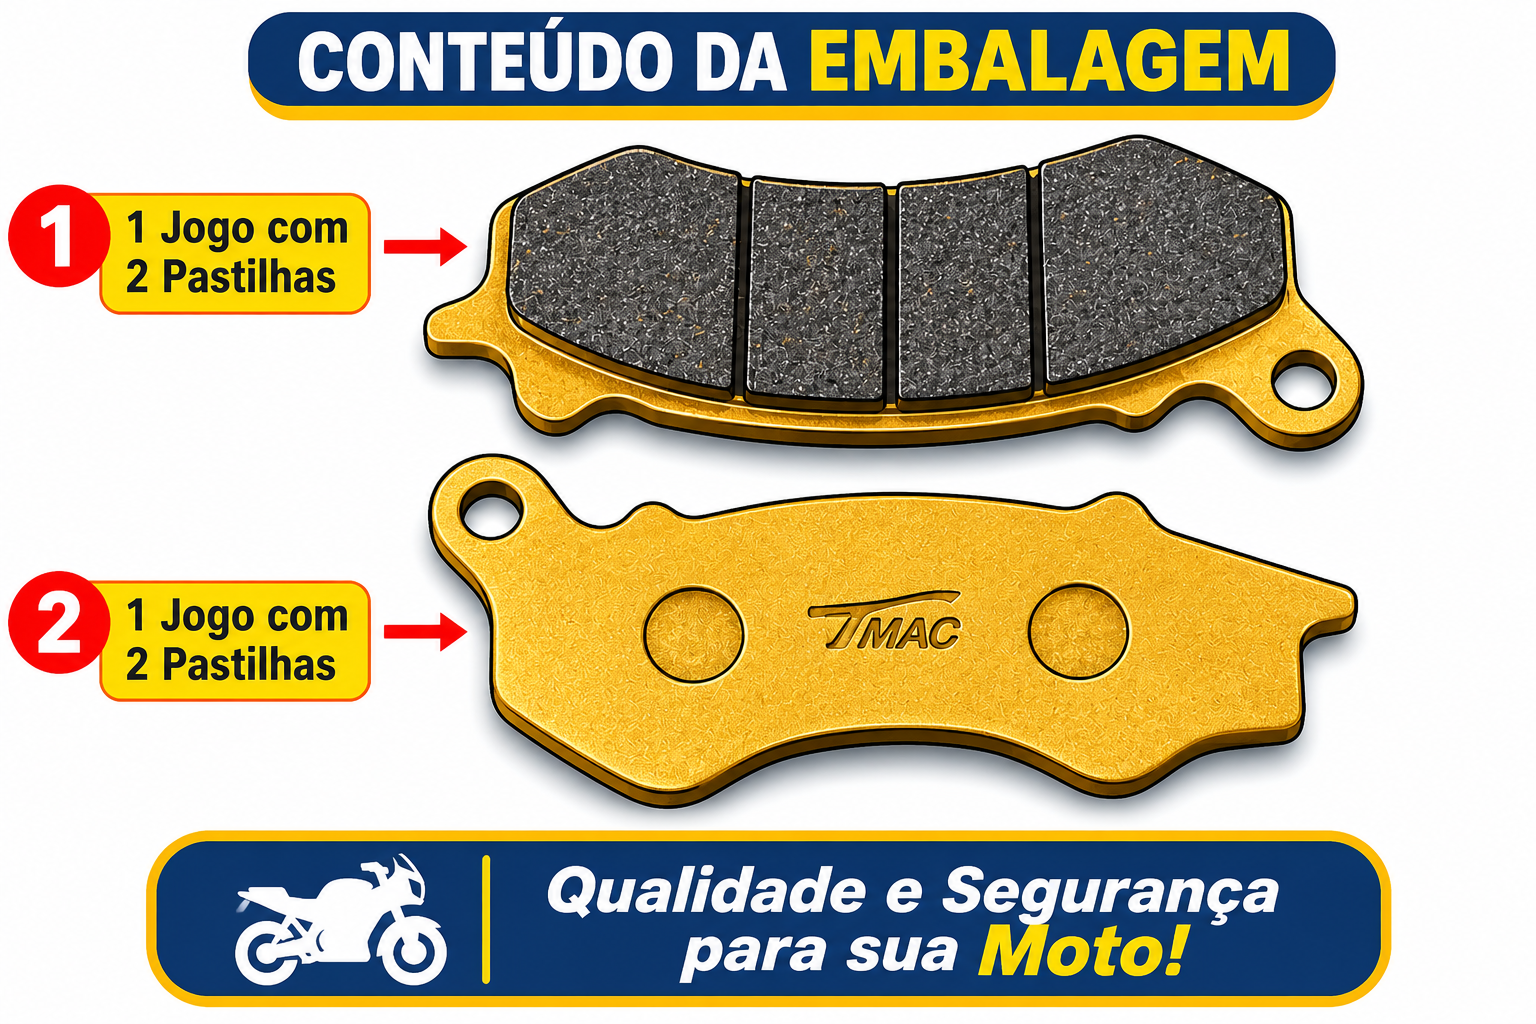 CONTEÚDO DA EMBALAGEM
1
1 Jogo com
2 Pastilhas
TMAC
2
1 Jogo com
2 Pastilhas
Qualidade e Segurança
para sua Moto!